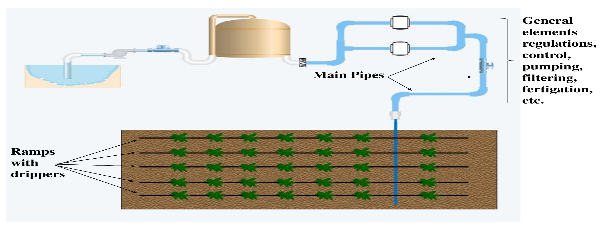 General
elements
regulations,
control,
pumping,
filtering,
fertigation,
etc.
Main Pipes
Ramps
with
drippers